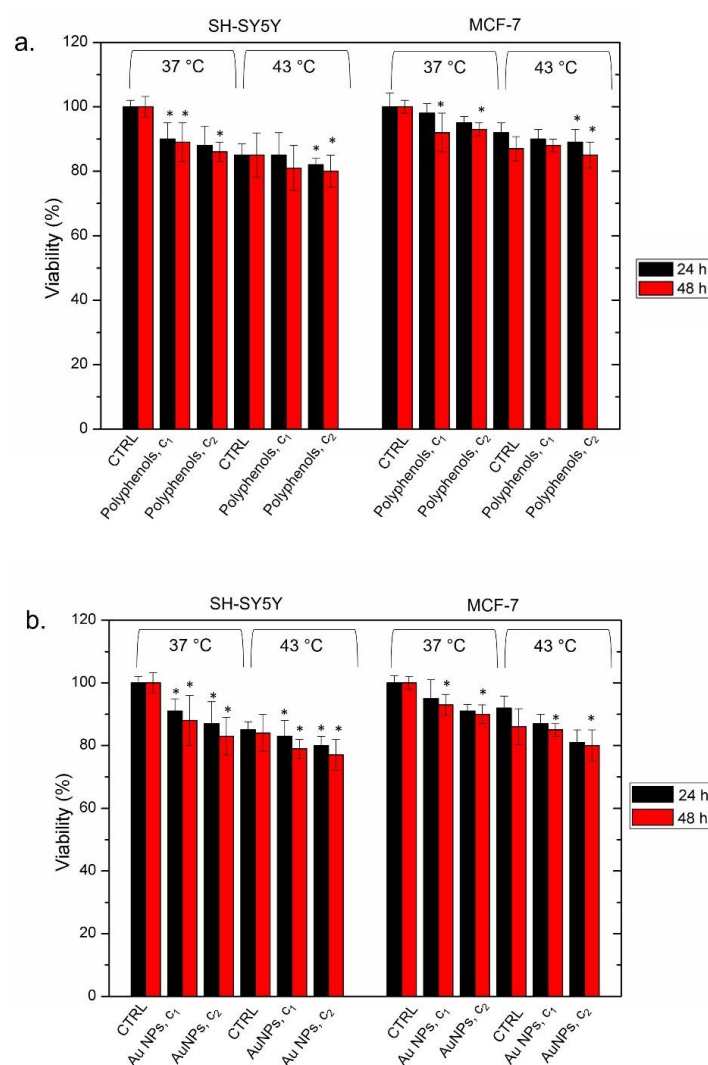 a.
SH-SY5Y MCF-7
37 °C 43 °C 37 °C 43 °C
* * * * * * * * *
Viability (%)
120
100
80
60
40
20
0
24 h
48 h
CTRL
Polyphenols, c₁
Polyphenols, c₂
CTRL
Polyphenols, c₁
Polyphenols, c₂
CTRL
Polyphenols, c₁
Polyphenols, c₂
CTRL
Polyphenols, c₁
Polyphenols, c₂
b.
SH-SY5Y MCF-7
37 °C 43 °C 37 °C 43 °C
* * * * * * * * * * * *
Viability (%)
120
100
80
60
40
20
0
24 h
48 h
CTRL
Au NPs, c₁
AuNPs, c₂
CTRL
AuNPs, c₁
Au NPs, c₂
CTRL
Au NPs, c₁
AuNPs, c₂
CTRL
Au NPs, c₁
AuNPs, c₂